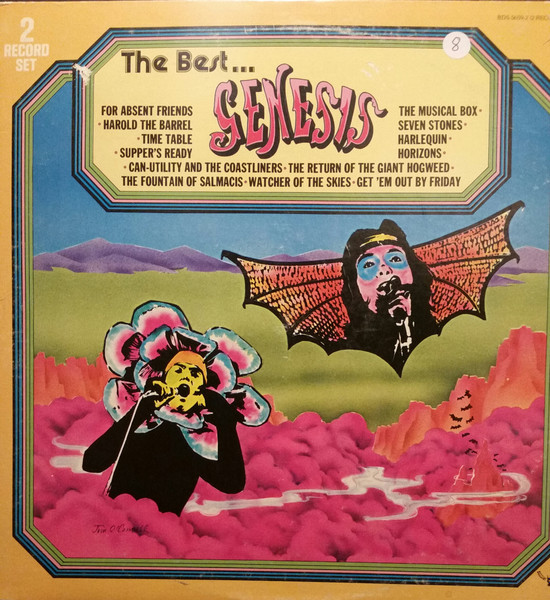 2
RECORD
SET
8
The Best...
GENESIS
FOR ABSENT FRIENDS
• HAROLD THE BARREL
• TIME TABLE
• SUPPER'S READY
THE MUSICAL BOX •
SEVEN STONES •
HARLEQUIN •
HORIZONS •
• CAN-UTILITY AND THE COASTLINERS • THE RETURN OF THE GIANT HOGWEED •
THE FOUNTAIN OF SALMACIS • WATCHER OF THE SKIES • GET 'EM OUT BY FRIDAY